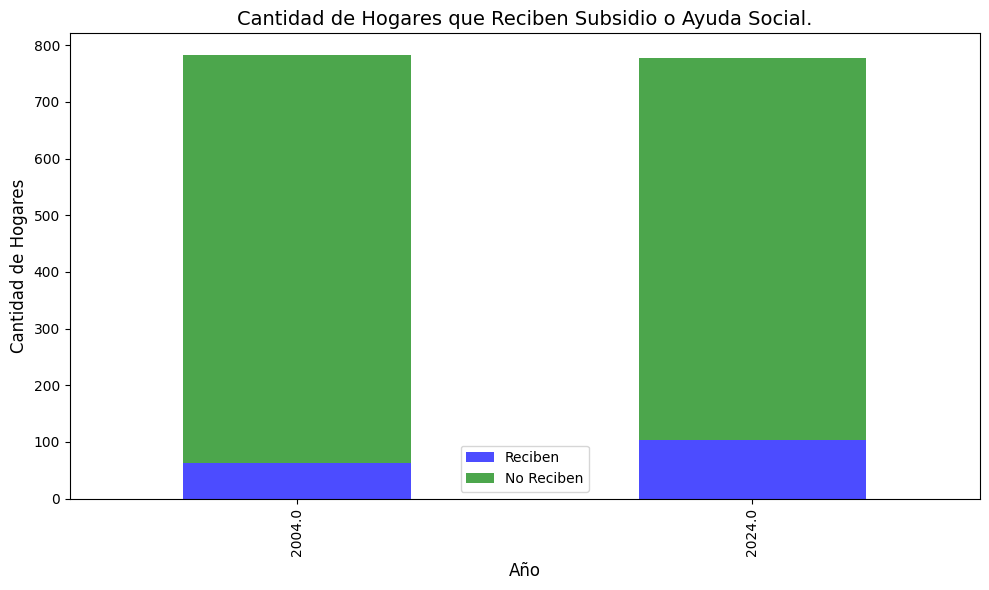 Cantidad de Hogares que Reciben Subsidio o Ayuda Social.
Cantidad de Hogares
800
700
600
500
400
300
200
100
0
Reciben
No Reciben
2004.0
2024.0
Año